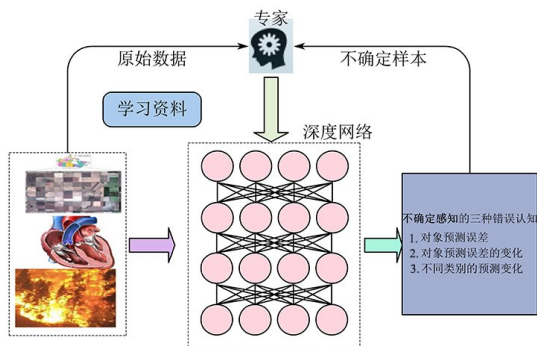 专家
原始数据
不确定样本
学习资料
深度网络
不确定感知的三种错误认知
1. 对象预测误差
2. 对象预测误差的变化
3. 不同类别的预测变化